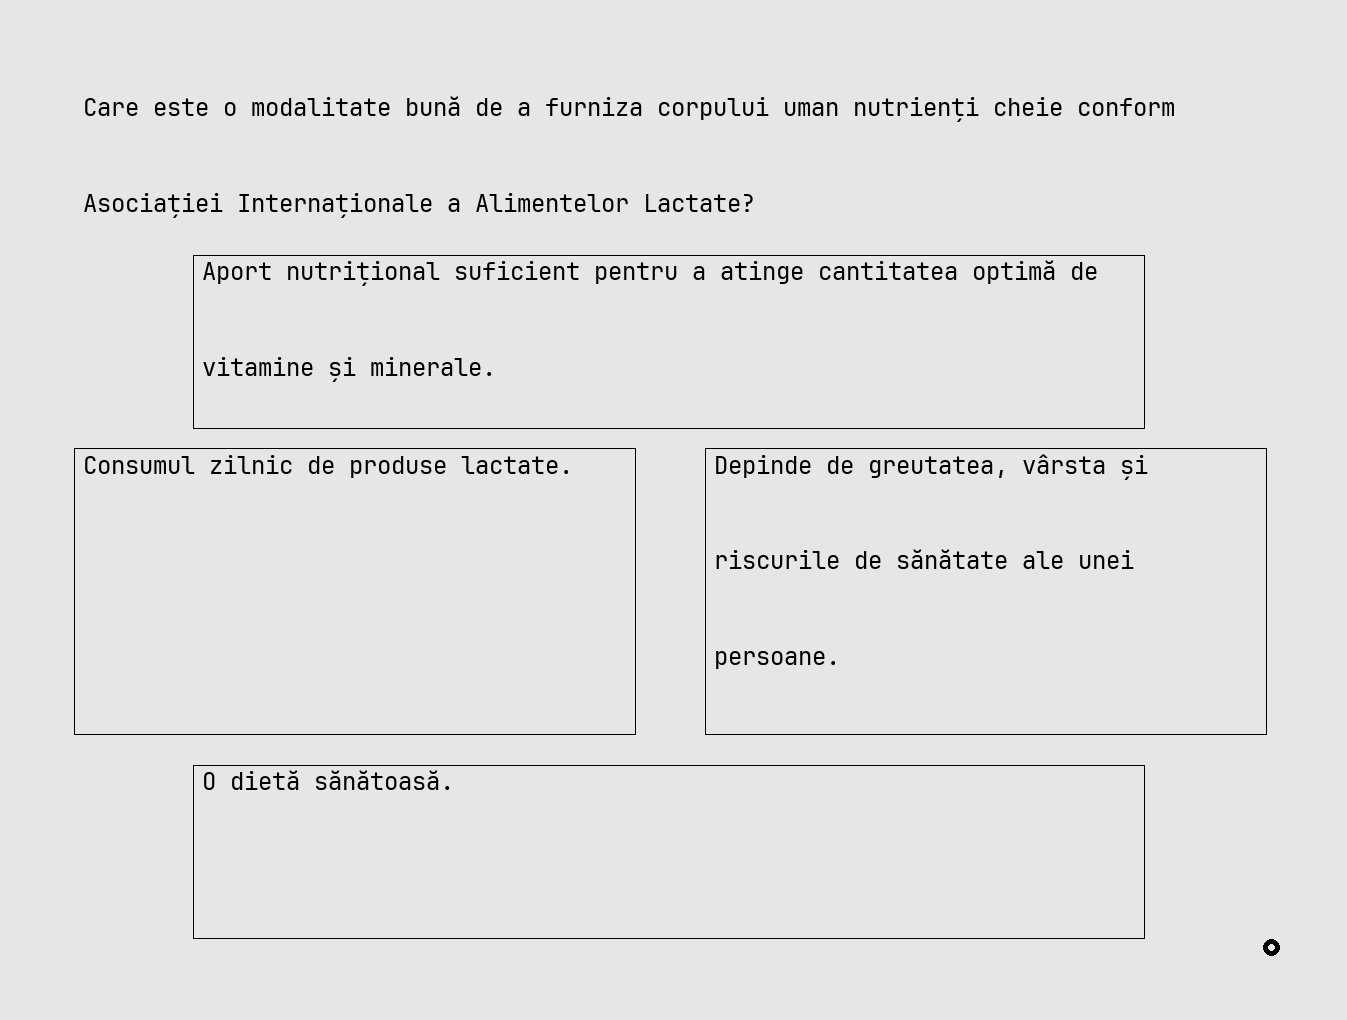 Care este o modalitate bună de a furniza corpului uman nutrienți cheie conform
Asociației Internaționale a Alimentelor Lactate?
Aport nutrițional suficient pentru a atinge cantitatea optimă de
vitamine și minerale.
Consumul zilnic de produse lactate.
Depinde de greutatea, vârsta și
riscurile de sănătate ale unei
persoane.
O dietă sănătoasă.